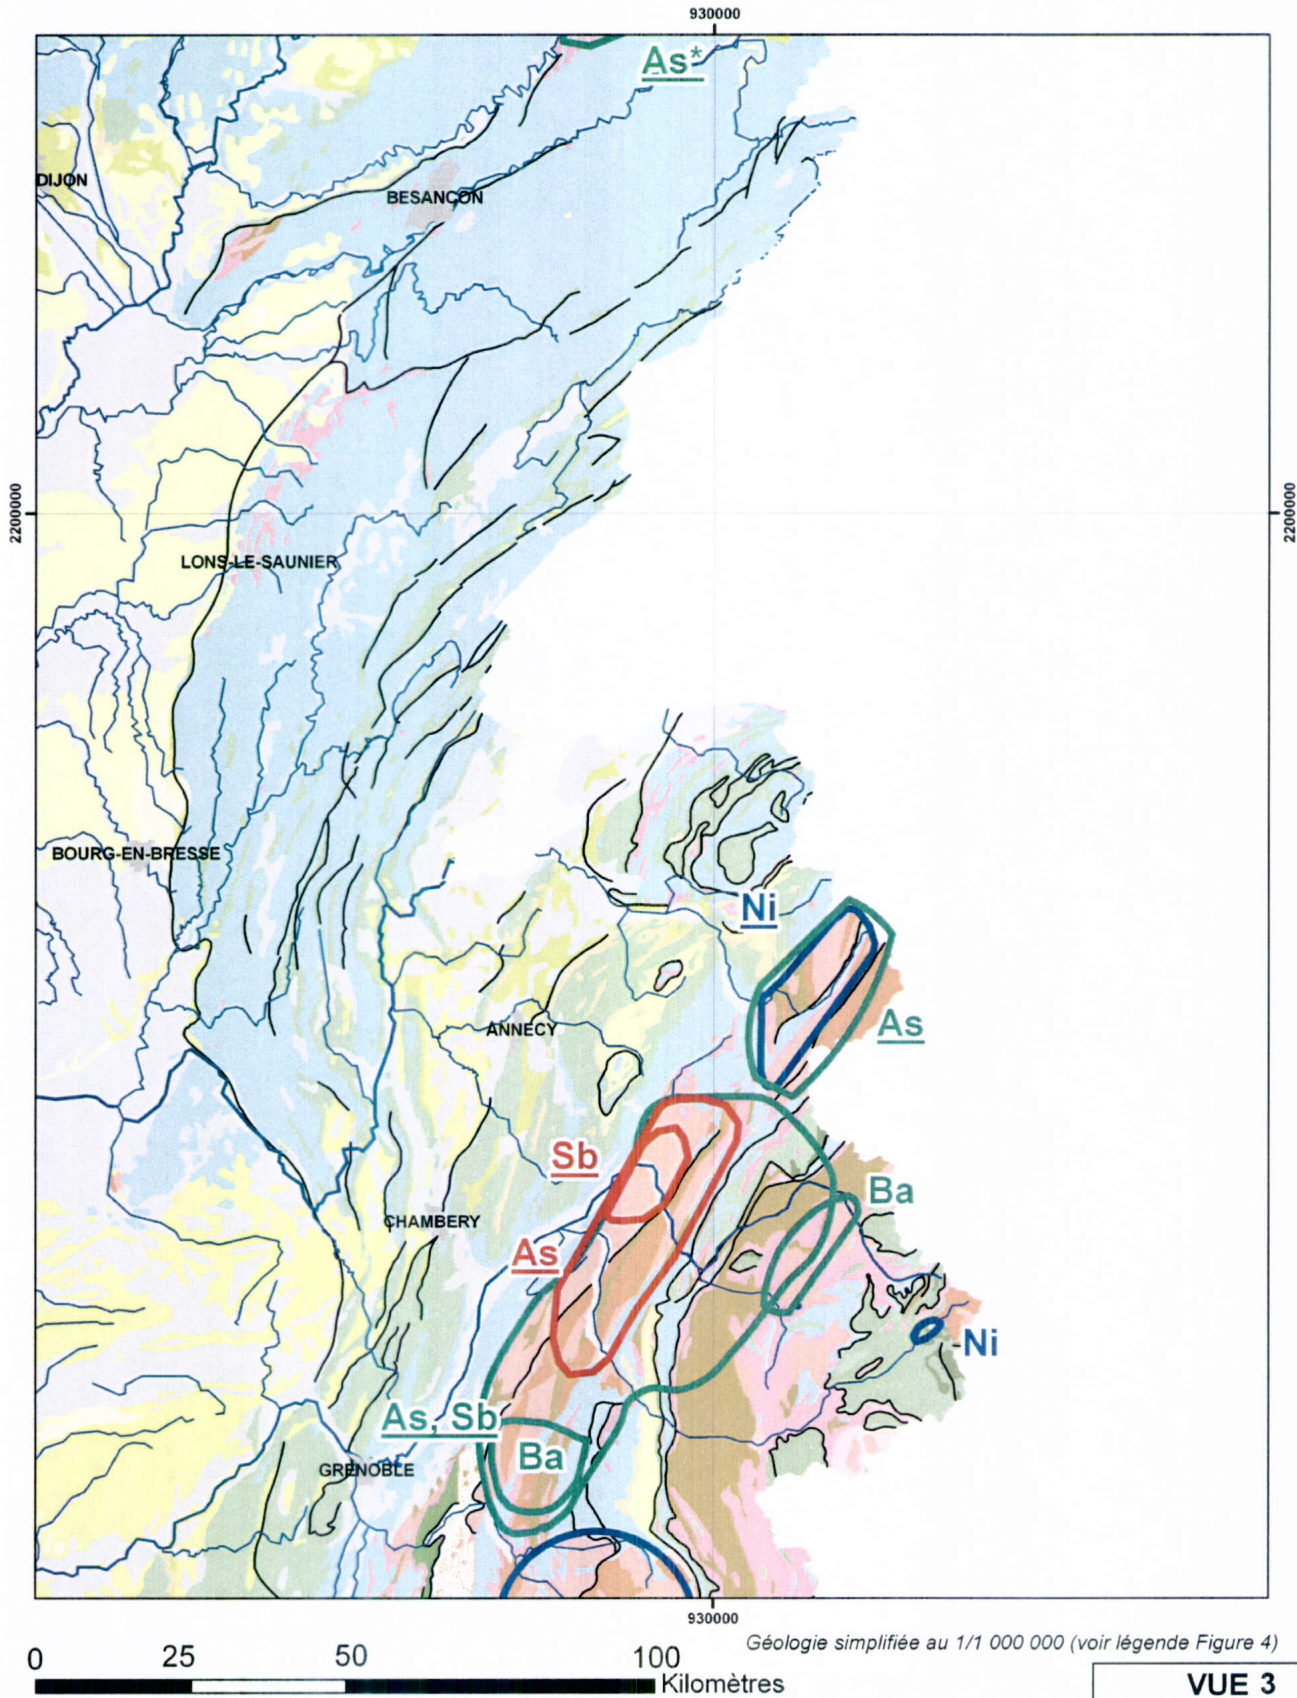 930000
As*
DIJON
BESANÇON
2200000
2200000
LONS-LE-SAUNIER
BOURG-EN-BRESSE
Ni
As
ANNECY
Sb
Ba
CHAMBERY
As
-Ni
As, Sb
Ba
GRENOBLE
930000
Géologie simplifiée au 1/1 000 000 (voir légende Figure 4)
0 25 50 100
Kilomètres
VUE 3